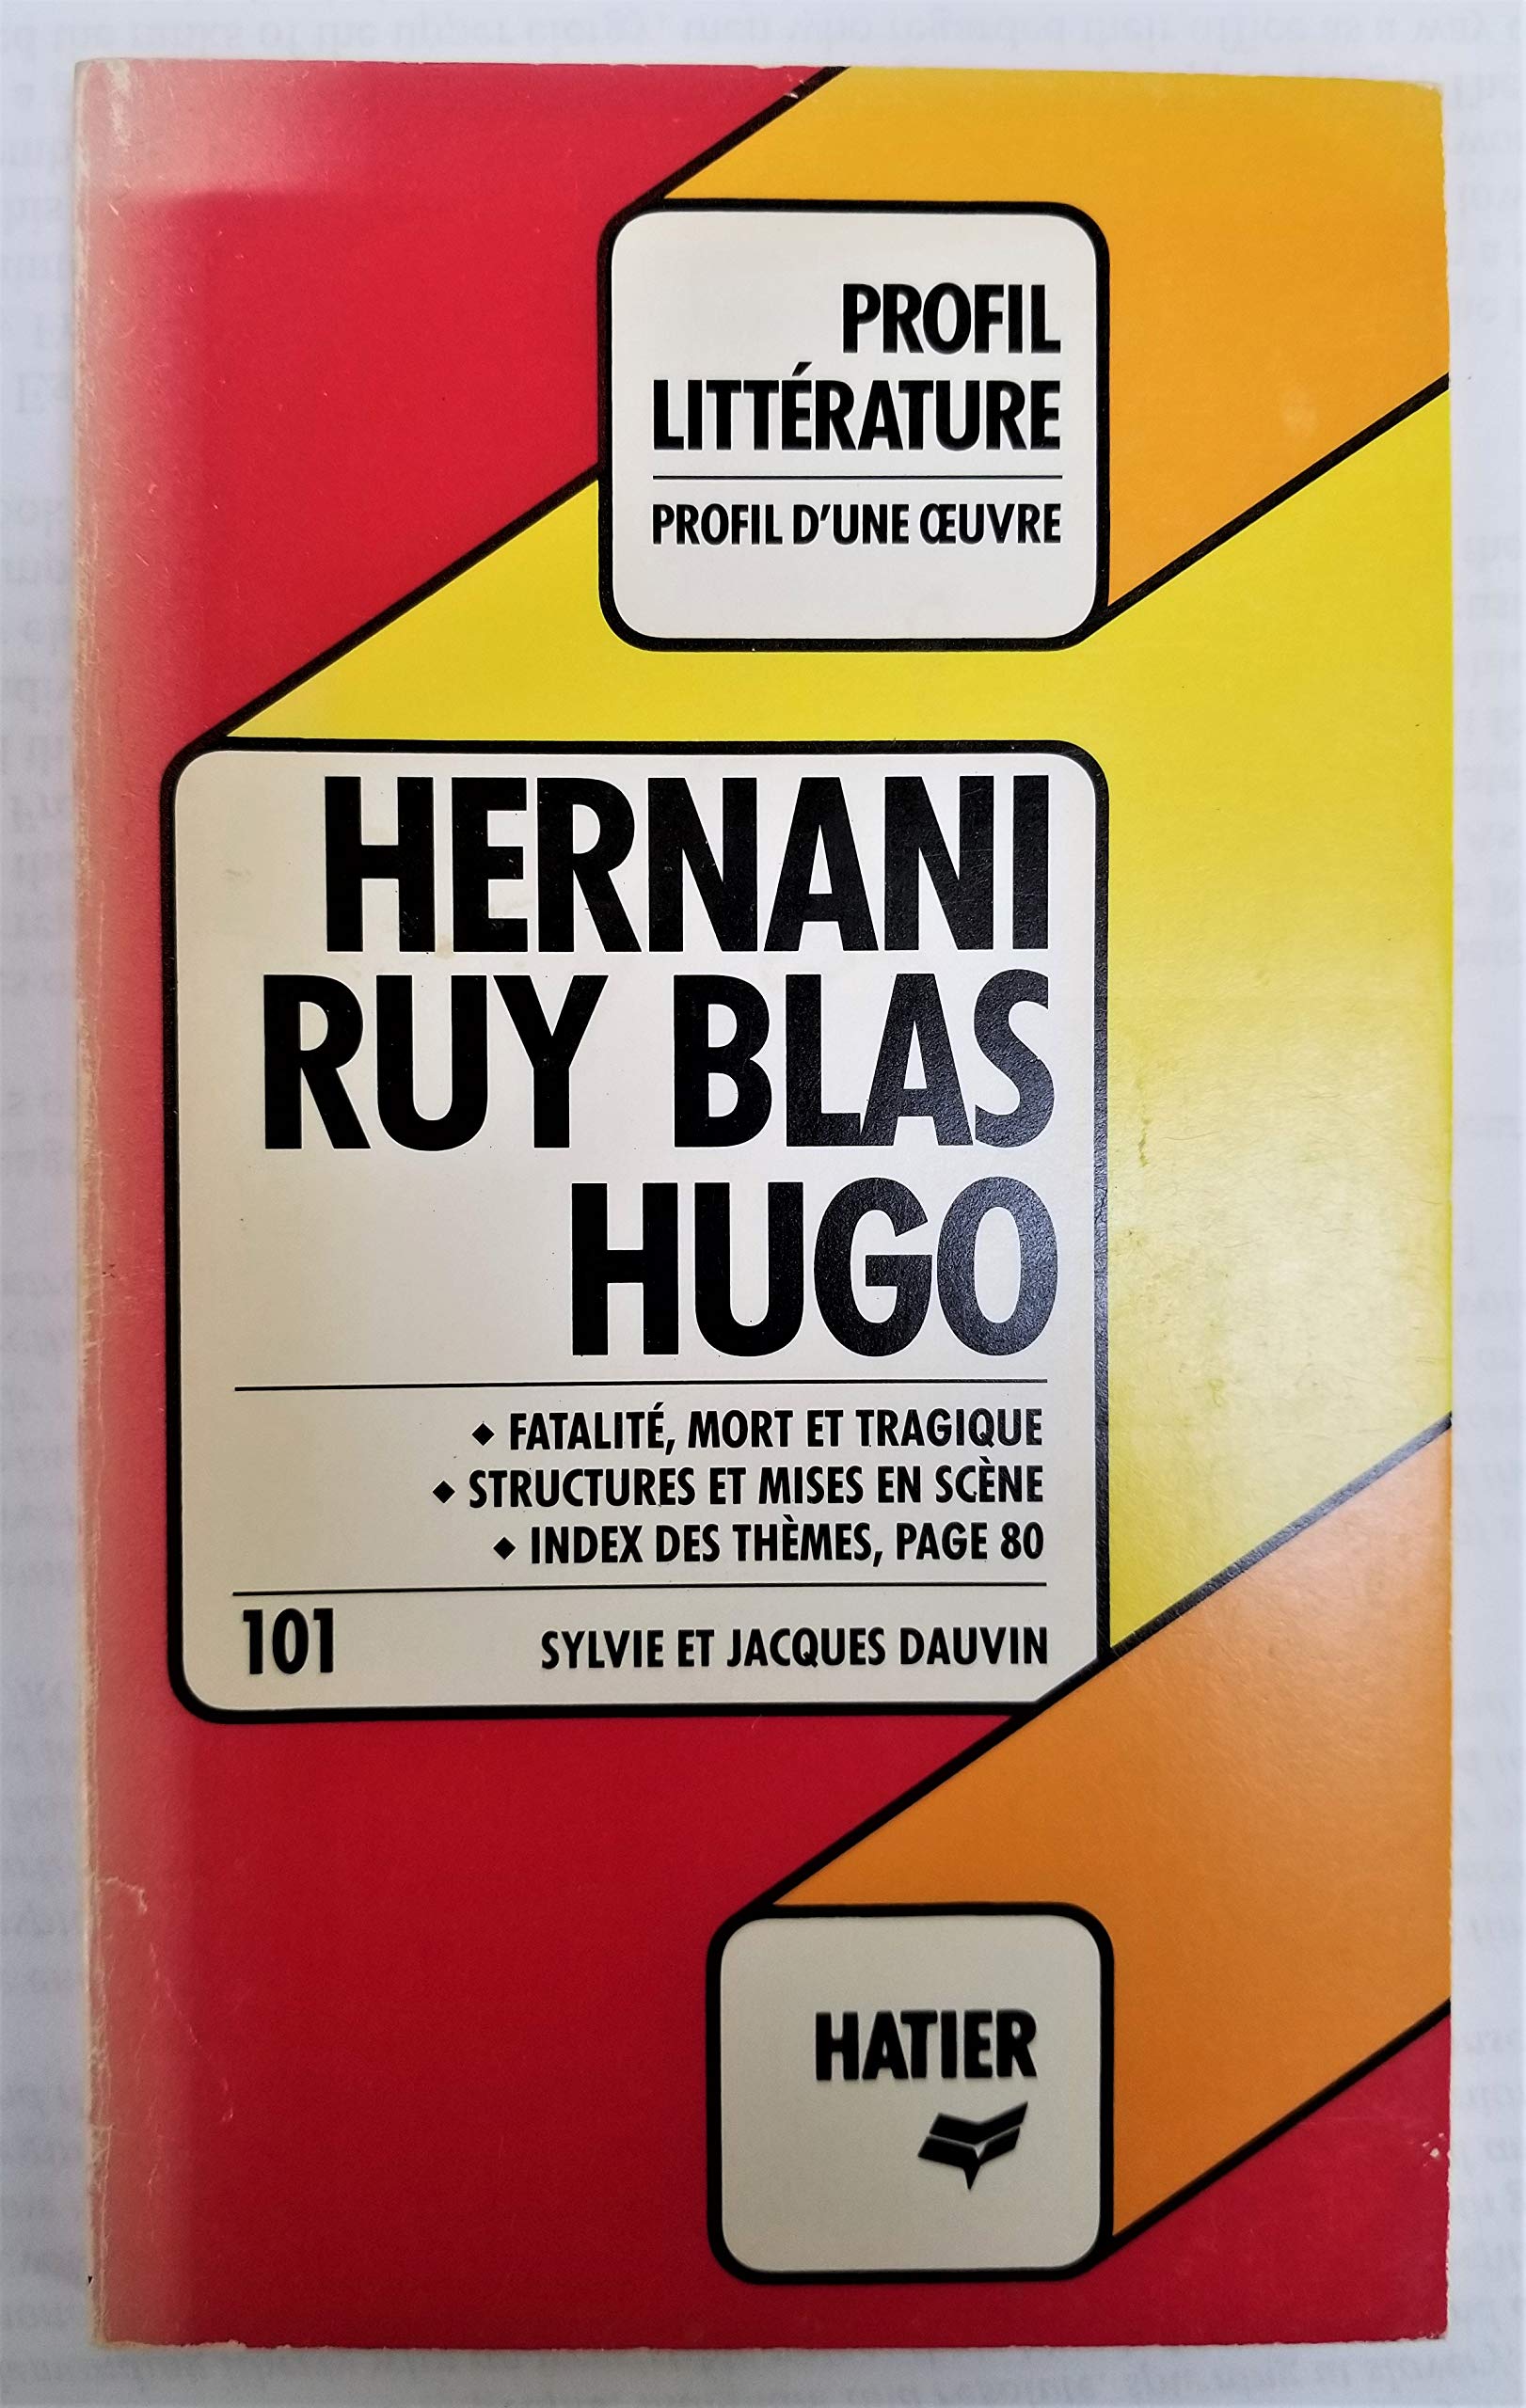 PROFIL
LITTÉRATURE
PROFIL D'UNE ŒUVRE
HERNANI
RUY BLAS
HUGO
◆ FATALITÉ, MORT ET TRAGIQUE
◆ STRUCTURES ET MISES EN SCÈNE
◆ INDEX DES THÈMES, PAGE 80
101 SYLVIE ET JACQUES DAUVIN
HATIER